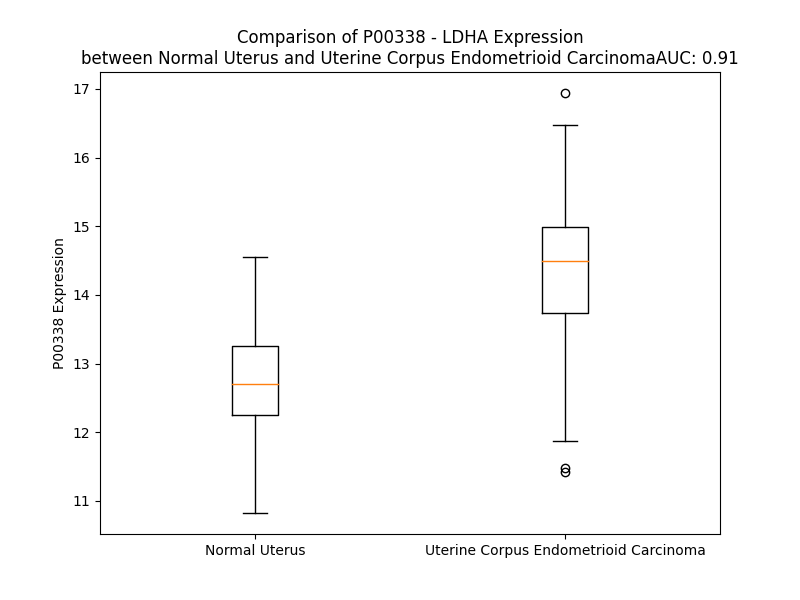 Comparison of P00338 - LDHA Expression
between Normal Uterus and Uterine Corpus Endometrioid CarcinomaAUC: 0.91
17
16
15
14
13
12
11
P00338 Expression
Normal Uterus
Uterine Corpus Endometrioid Carcinoma